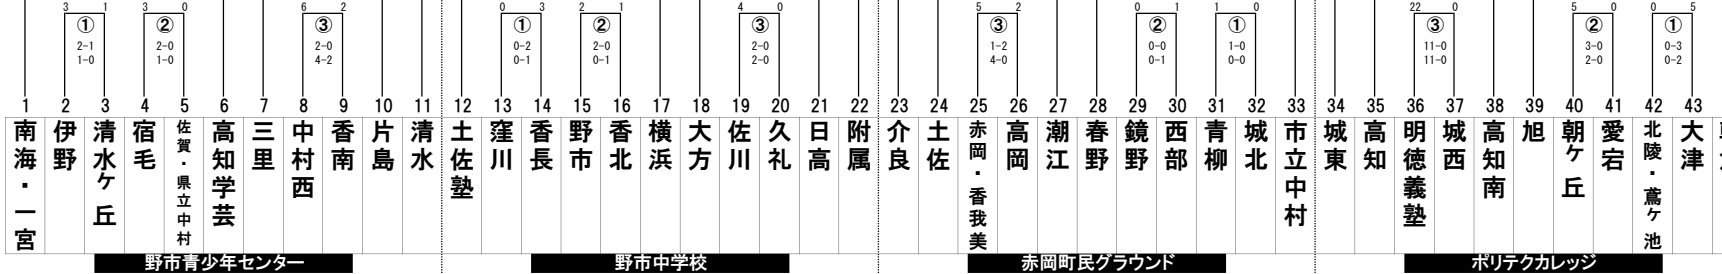 3 1 3 0 6 2 0 3 2 1 4 0 5 2 0 1 1 0 22 0 5 0 0 5
① ② ③ ① ② ③ ③ ② ① ③ ② ①
2-1 2-0 2-0 0-2 2-0 2-0 1-2 0-0 1-0 11-0 3-0 0-3
1-0 1-0 4-2 0-1 0-1 2-0 4-0 0-1 0-0 11-0 2-0 0-2
1 2 3 4 5 6 7 8 9 10 11 12 13 14 15 16 17 18 19 20 21 22 23 24 25 26 27 28 29 30 31 32 33 34 35 36 37 38 39 40 41 42 43
南海・一宮
伊野
清水ケ丘
宿毛
佐賀・県立中村
高知学芸
三里
中村西
香南
片島
清水
土佐塾
窪川
香長
野市
香北
横浜
大方
佐川
久礼
日高
附属
介良
土佐
赤岡・香我美
高岡
潮江
春野
鏡野
西部
青柳
城北
市立中村
城東
高知
明徳義塾
城西
高知南
旭
朝ケ丘
愛宕
北陵・鳶ケ池
大津
野市青少年センター
野市中学校
赤岡町民グラウンド
ポリテクカレッジ